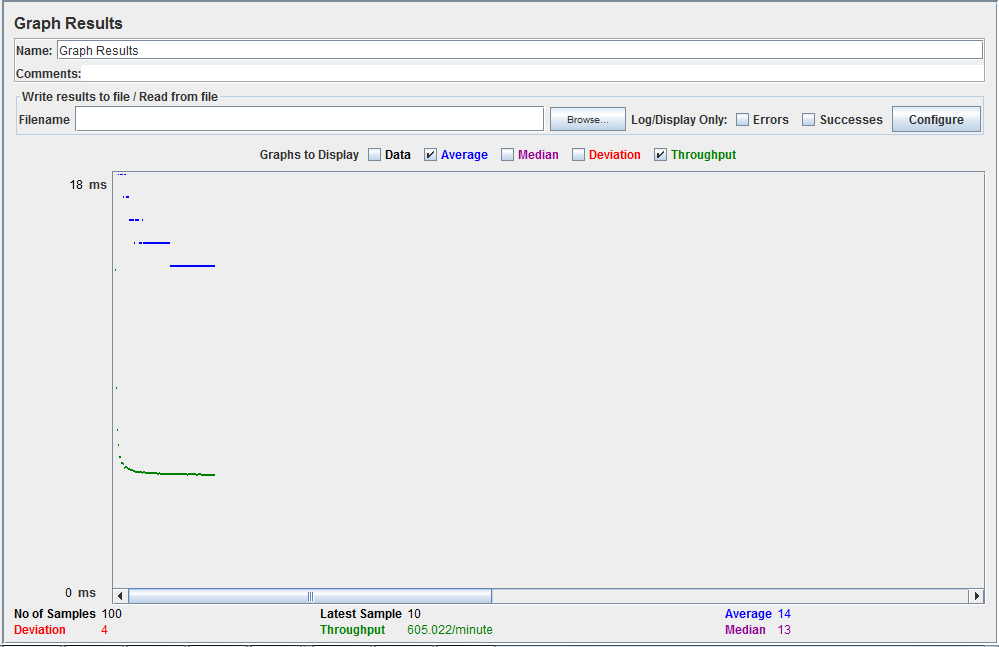 Graph Results
Name: Graph Results
Comments:
Write results to file / Read from file
Filename Browse... Log/Display Only: Errors Successes Configure
Graphs to Display Data Average Median Deviation Throughput
18 ms
0 ms
No of Samples 100 Latest Sample 10 Average 14
Deviation 4 Throughput 605.022/minute Median 13